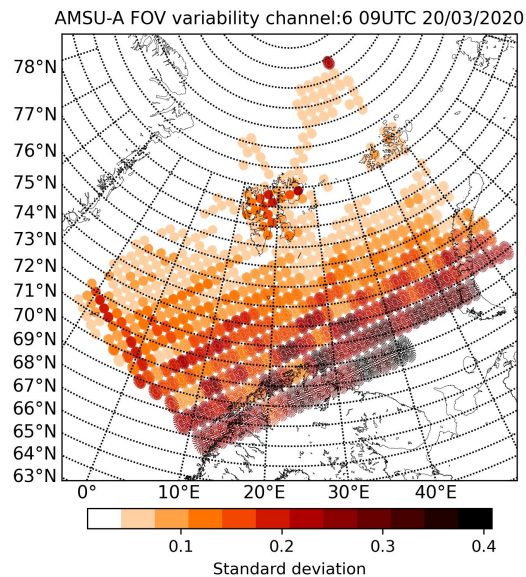 AMSU-A FOV variability channel:6 09UTC 20/03/2020
78°N
77°N
76°N
75°N
74°N
73°N
72°N
71°N
70°N
69°N
68°N
67°N
66°N
65°N
64°N
63°N
0° 10°E 20°E 30°E 40°E
0.1 0.2 0.3 0.4
Standard deviation